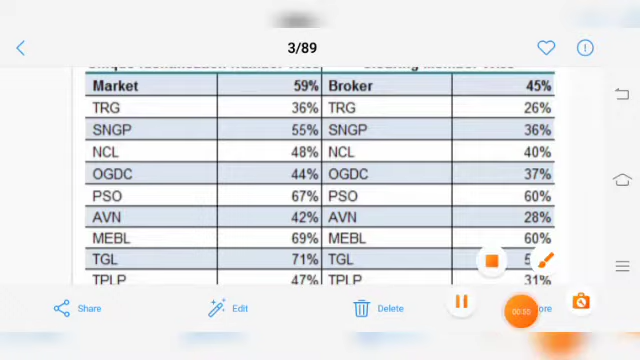 3/89
Market 59% Broker 45%
TRG 36% TRG 26%
SNGP 55% SNGP 36%
NCL 48% NCL 40%
OGDC 44% OGDC 37%
PSO 67% PSO 60%
AVN 42% AVN 28%
MEBL 69% MEBL 60%
TGL 71% TGL
TPLP 47% TPLP 31%
Share Edit Delete